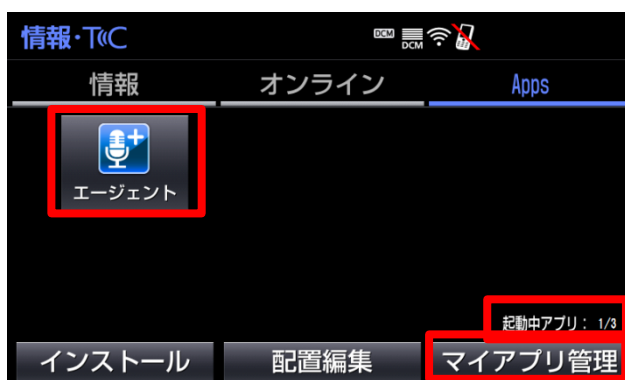 情報・T«C
DCM DCM
情報 オンライン Apps
エージェント
起動中アプリ： 1/3
インストール 配置編集 マイアプリ管理